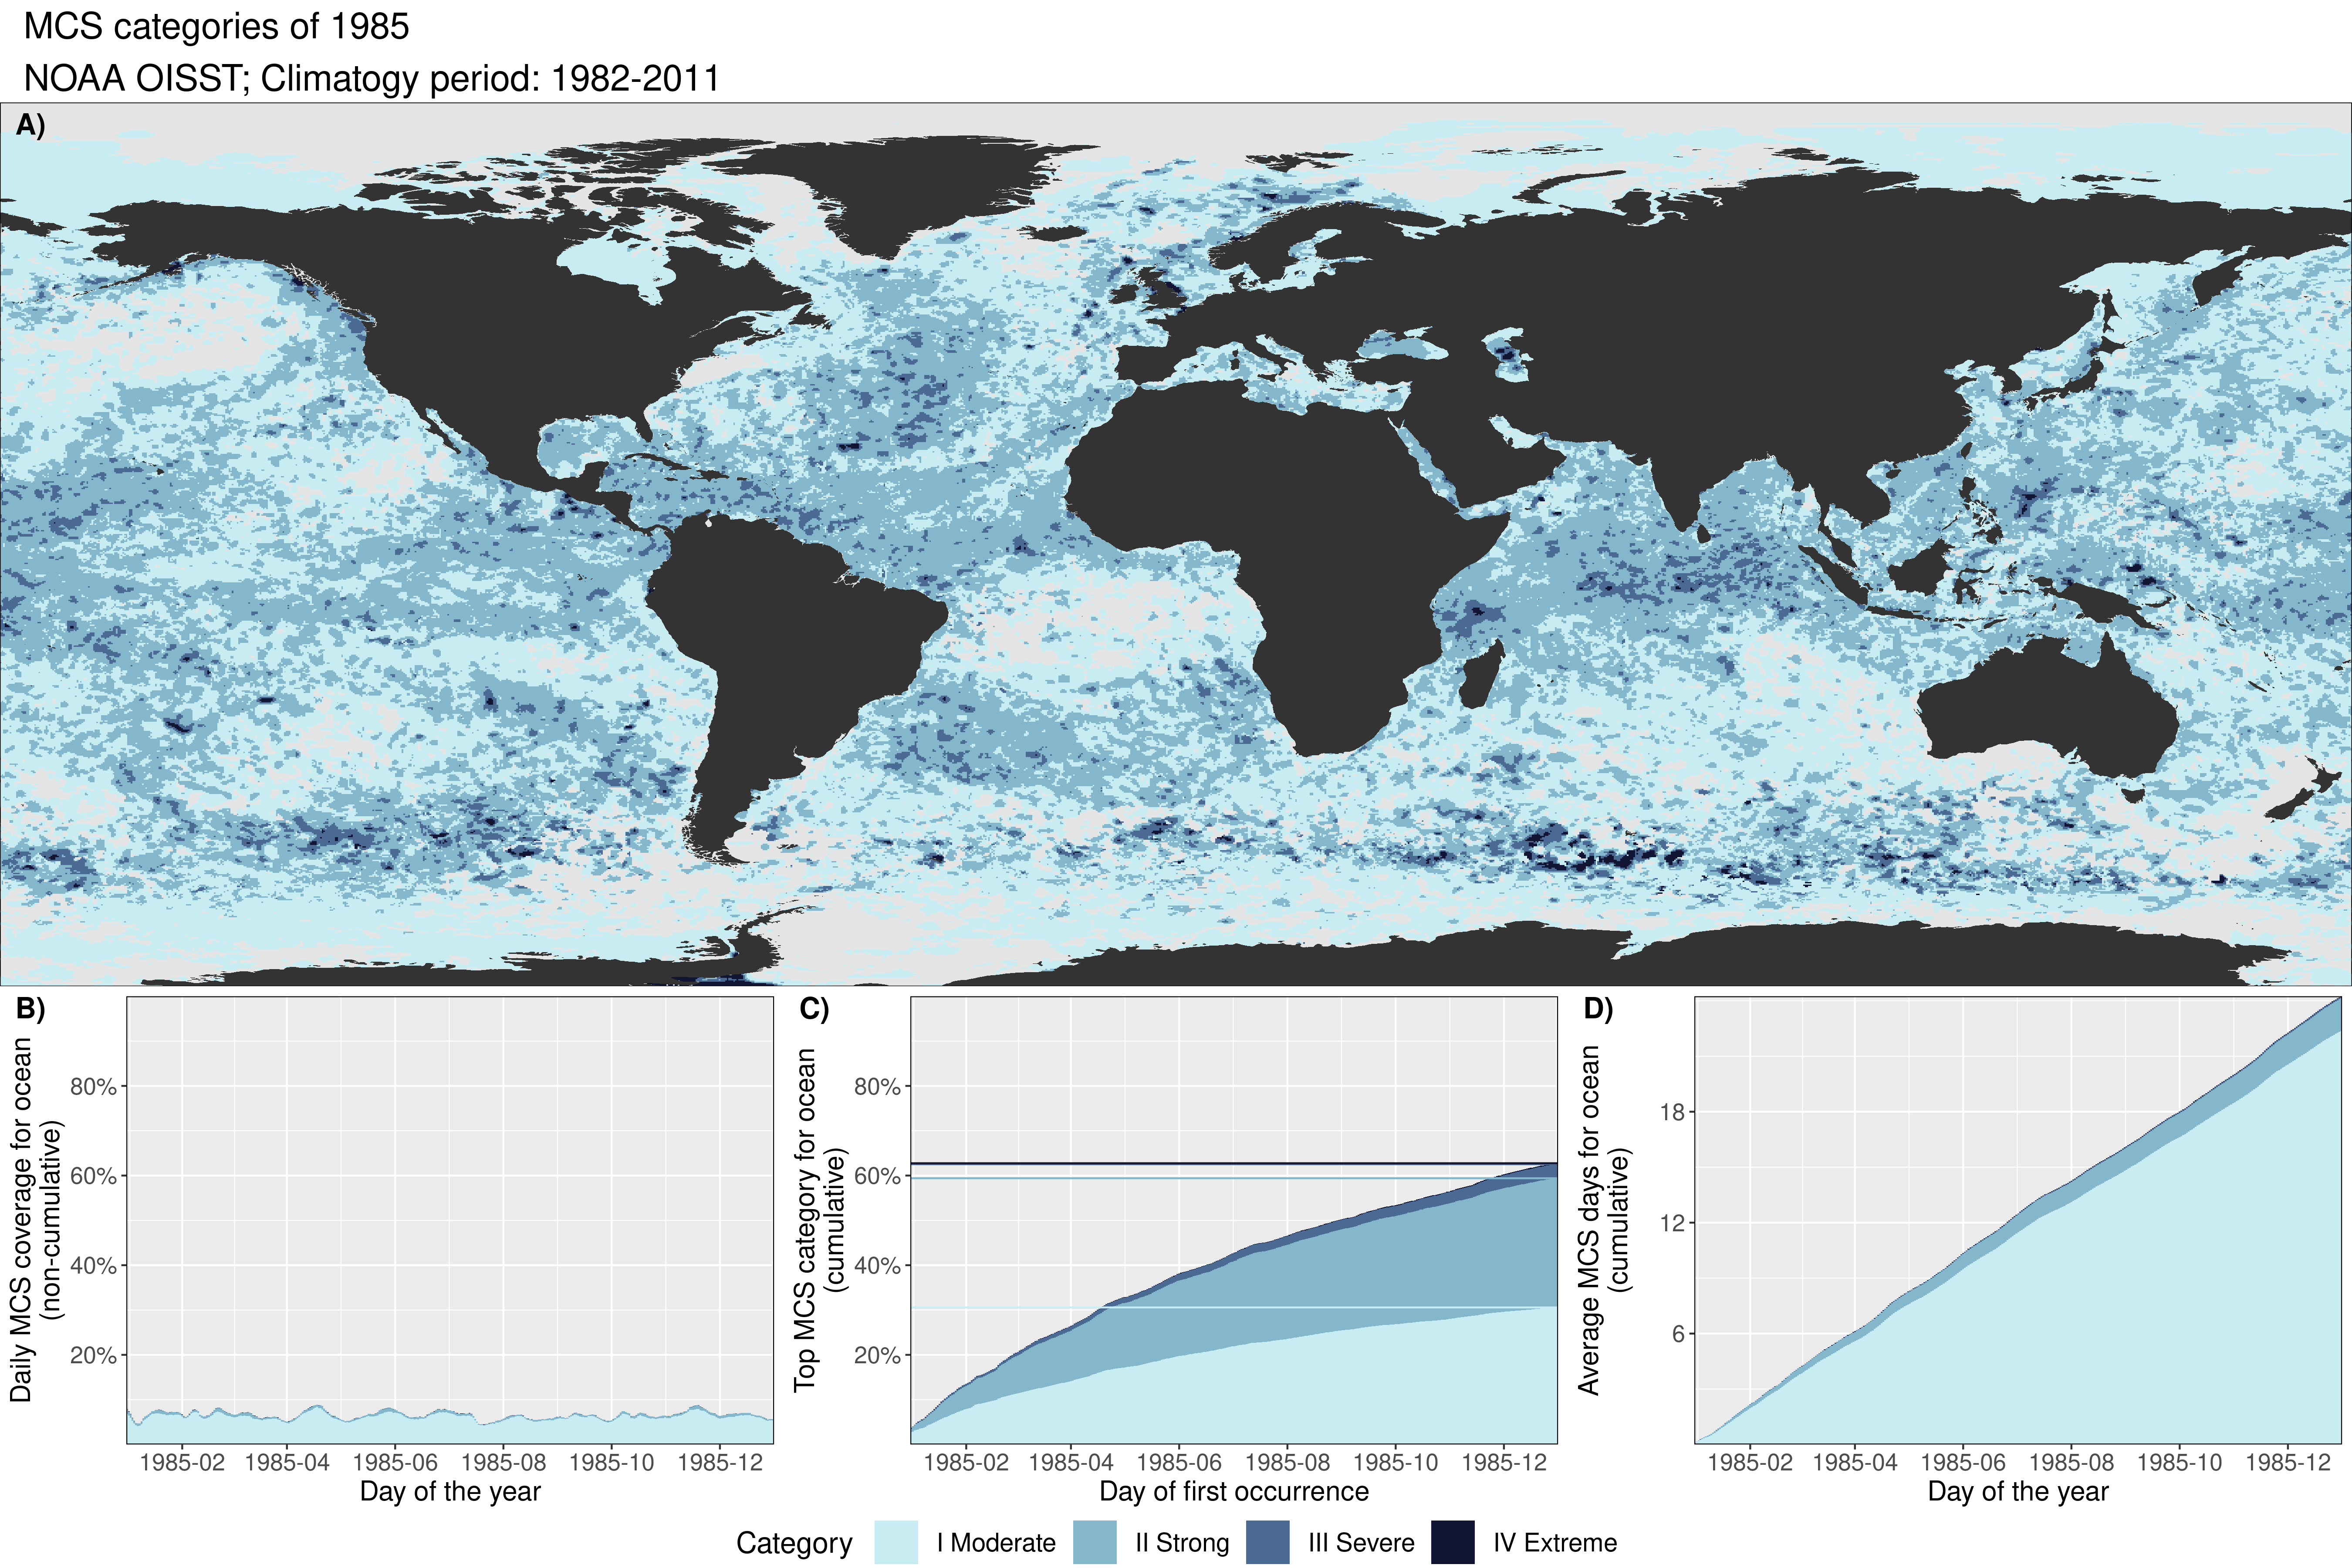 MCS categories of 1985
NOAA OISST; Climatogy period: 1982-2011
A)
B)
Daily MCS coverage for ocean
(non-cumulative)
80%
60%
40%
20%
1985-02 1985-04 1985-06 1985-08 1985-10 1985-12
Day of the year
C)
Top MCS category for ocean
(cumulative)
80%
60%
40%
20%
1985-02 1985-04 1985-06 1985-08 1985-10 1985-12
Day of first occurrence
D)
Average MCS days for ocean
(cumulative)
18
12
6
1985-02 1985-04 1985-06 1985-08 1985-10 1985-12
Day of the year
Category I Moderate II Strong III Severe IV Extreme